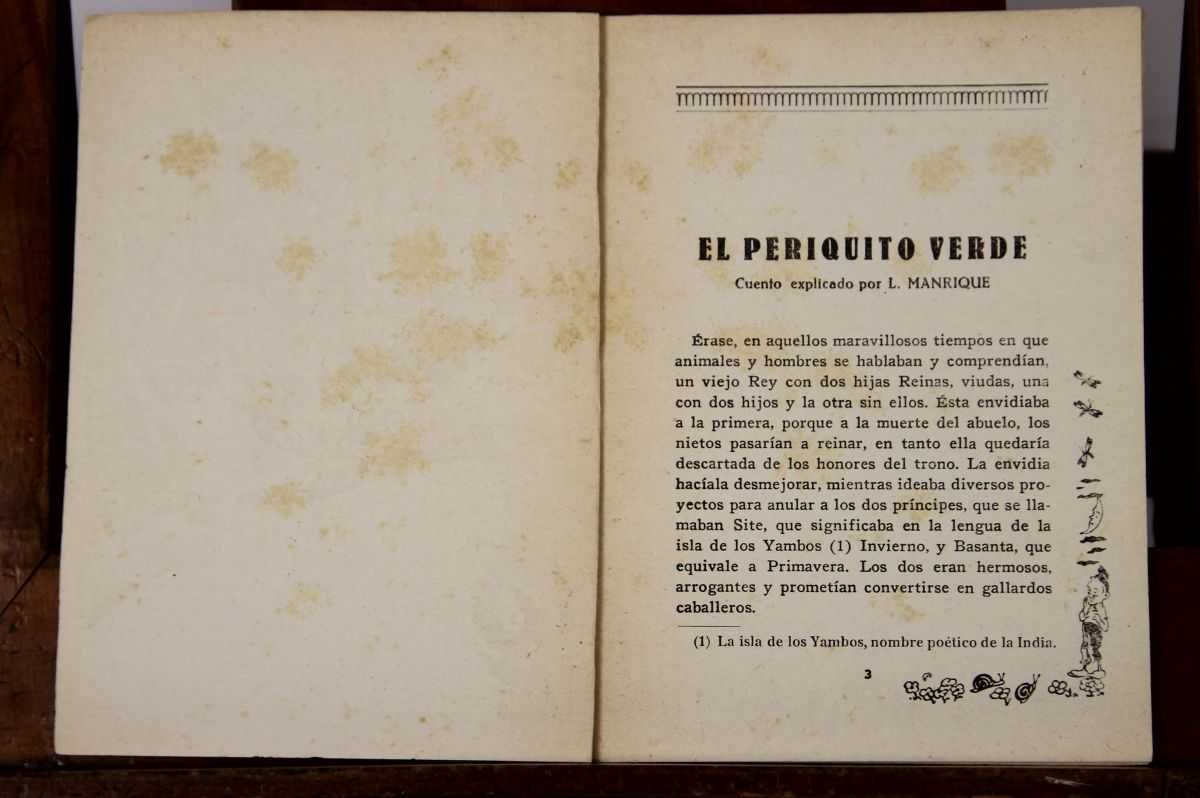 EL PERIQUITO VERDE
Cuento explicado por L. MANRIQUE
Érase, en aquellos maravillosos tiempos en que
animales y hombres se hablaban y comprendían,
un viejo Rey con dos hijas Reinas, viudas, una
con dos hijos y la otra sin ellos. Ésta envidiaba
a la primera, porque a la muerte del abuelo, los
nietos pasarían a reinar, en tanto ella quedaría
descartada de los honores del trono. La envidia
hacíala desmejorar, mientras ideaba diversos pro-
yectos para anular a los dos príncipes, que se lla-
maban Site, que significaba en la lengua de la
isla de los Yambos (1) Invierno, y Basanta, que
equivale a Primavera. Los dos eran hermosos,
arrogantes y prometían convertirse en gallardos
caballeros.
(1) La isla de los Yambos, nombre poético de la India.
3